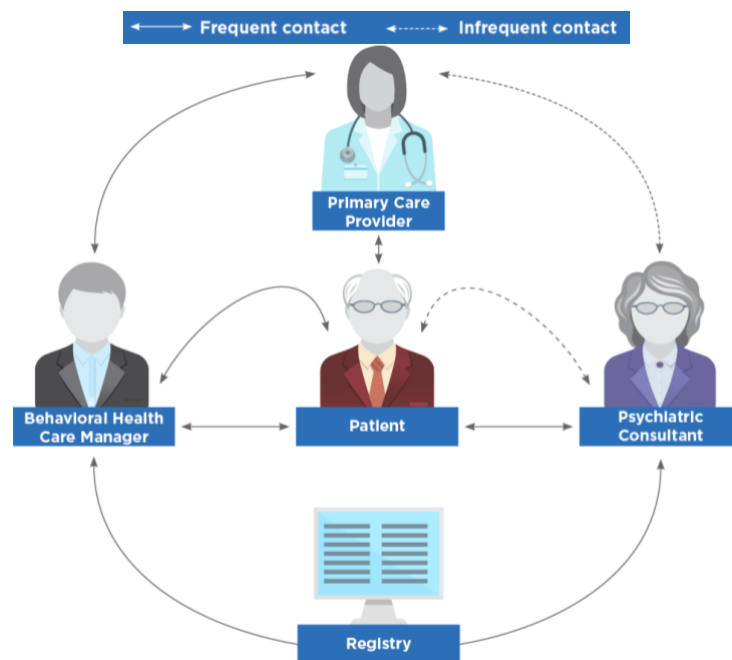 Frequent contact
Infrequent contact
Primary Care
Provider
Behavioral Health
Care Manager
Patient
Psychiatric
Consultant
Registry